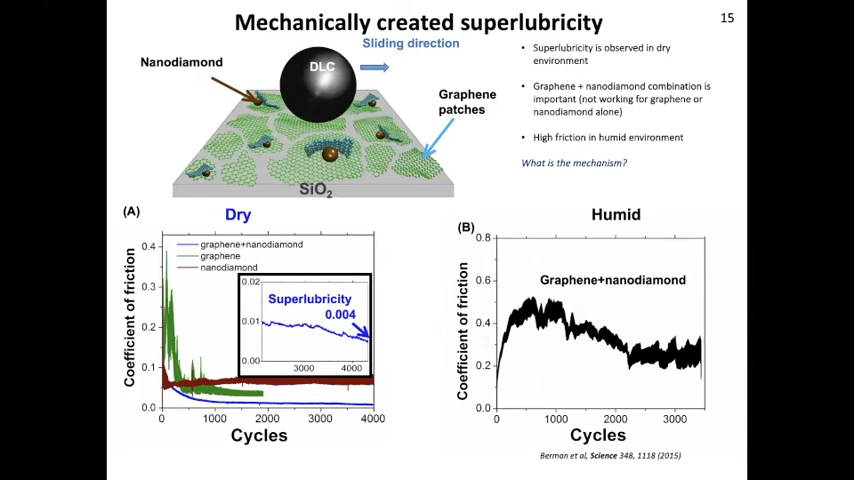 Mechanically created superlubricity
15
Sliding direction
Nanodiamond
DLC
Graphene
patches
SiO₂
• Superlubricity is observed in dry
environment
• Graphene + nanodiamond combination is
important (not working for graphene or
nanodiamond alone)
• High friction in humid environment
What is the mechanism?
(A)
Dry
graphene+nanodiamond
graphene
nanodiamond
Coefficient of friction
0.4
0.3
0.2
0.1
0.0
0.02
0.01
0.00
Superlubricity
0.004
3000
4000
0
1000
2000
3000
4000
Cycles
(B)
Humid
Graphene+nanodiamond
Coefficient of friction
0.8
0.6
0.4
0.2
0.0
0
1000
2000
3000
Cycles
Berman et al, Science 348, 1118 (2015)